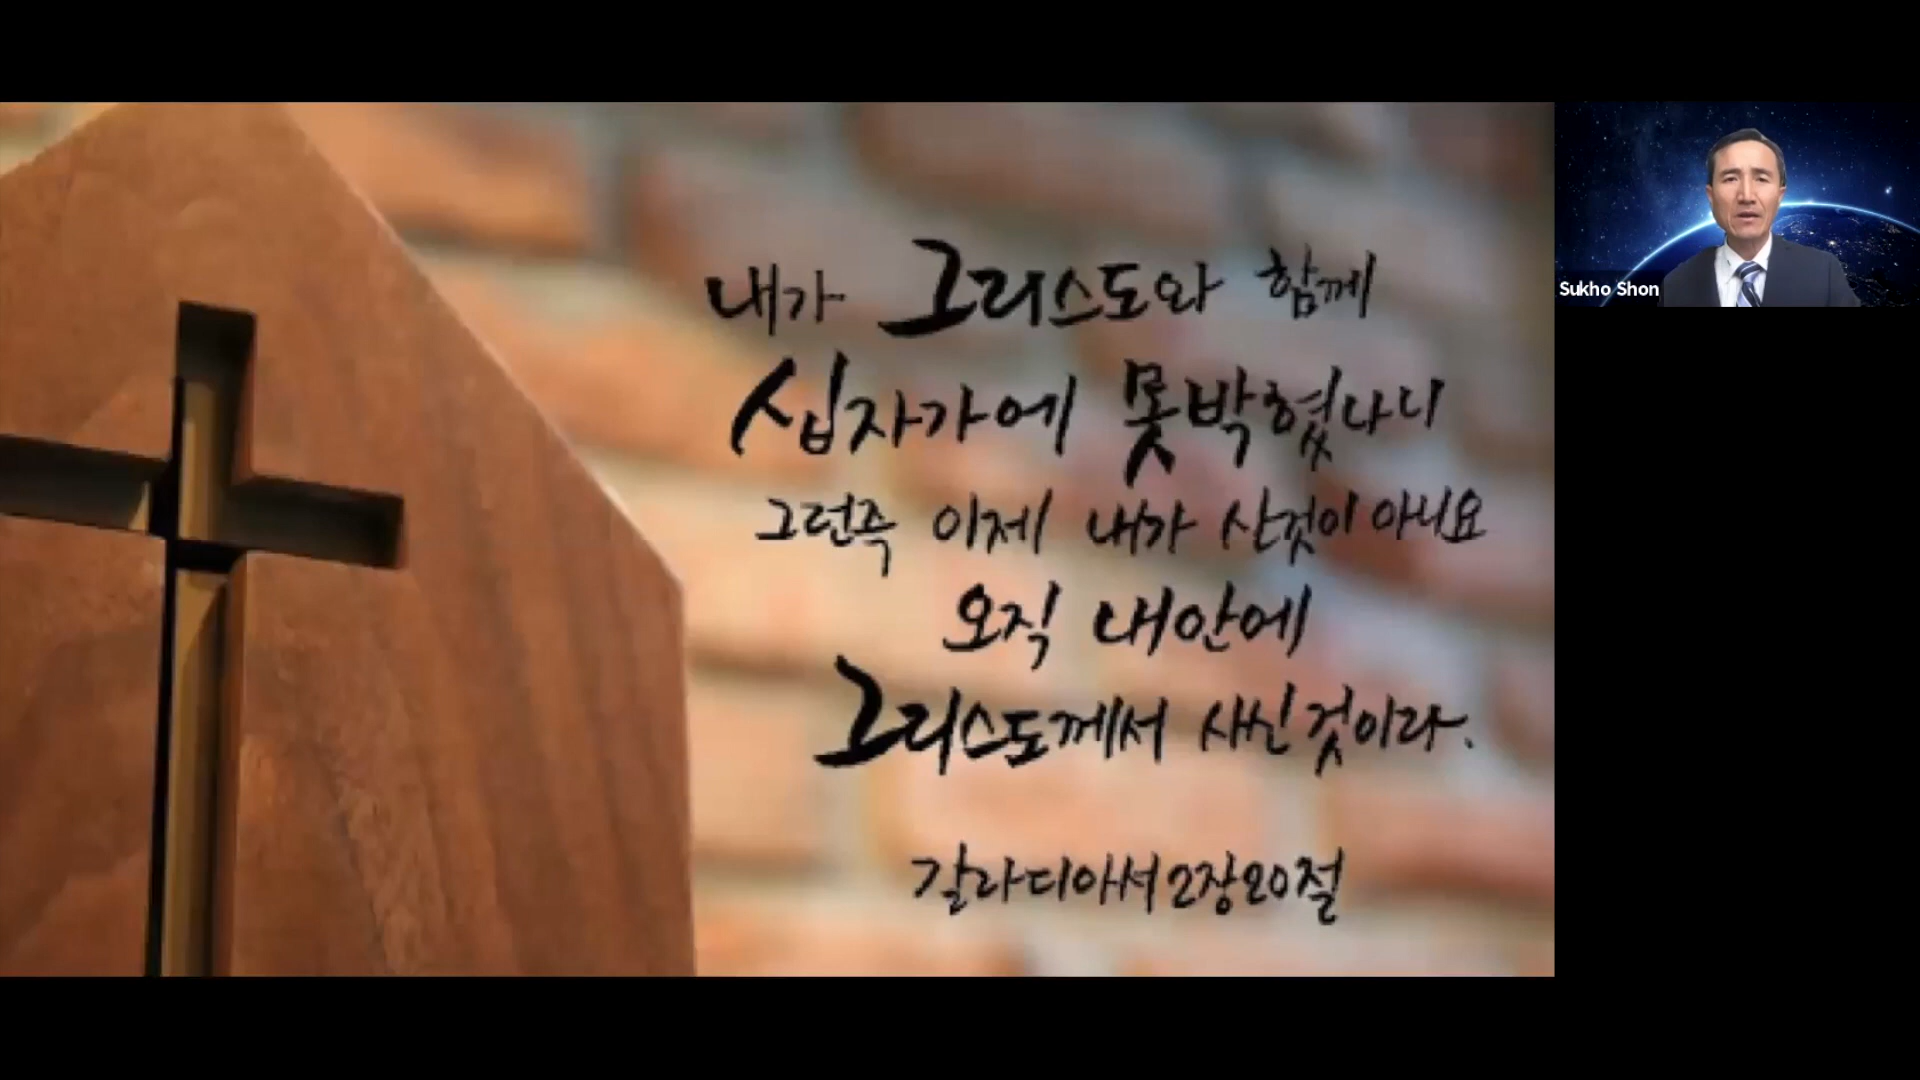 내가 그리스도와 함께
십자가에 못박혔나니
그런즉 이제 내가 산것이 아니요
오직 내안에
그리스도께서 사신것이라.
갈라디아서 2장 20절
Sukho Shon